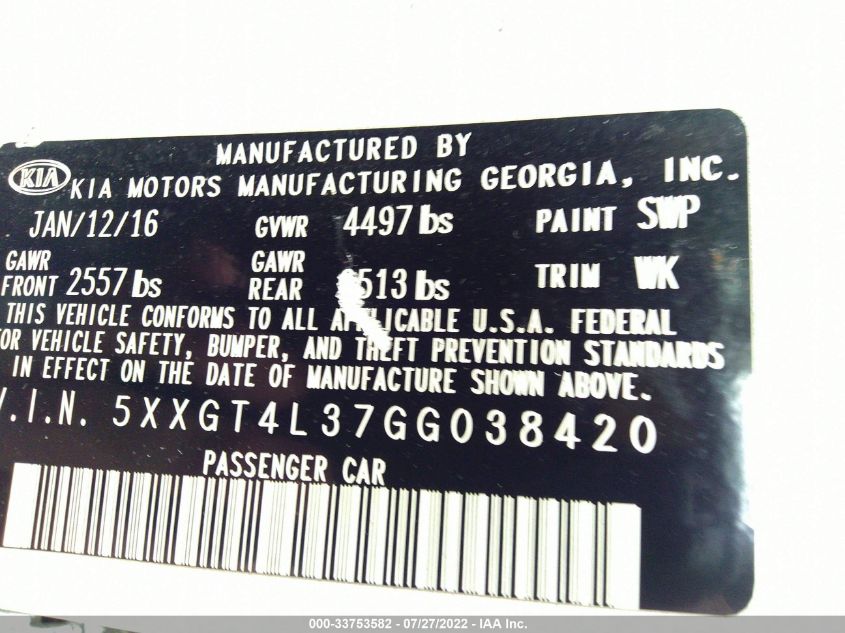 MANUFACTURED BY
KIA KIA MOTORS MANUFACTURING GEORGIA, INC.
JAN/12/16 GVWR 4497 lbs PAINT SWP
GAWR FRONT 2557 lbs GAWR REAR TRIM WK
THIS VEHICLE CONFORMS TO ALL APPLICABLE U.S.A. FEDERAL
VEHICLE SAFETY, BUMPER, AND THEFT PREVENTION STANDARDS
IN EFFECT ON THE DATE OF MANUFACTURE SHOWN ABOVE.
V.I.N. 5XXGT4L37GG038420
PASSENGER CAR
000-33753582 - 07/27/2022 - IAA Inc.